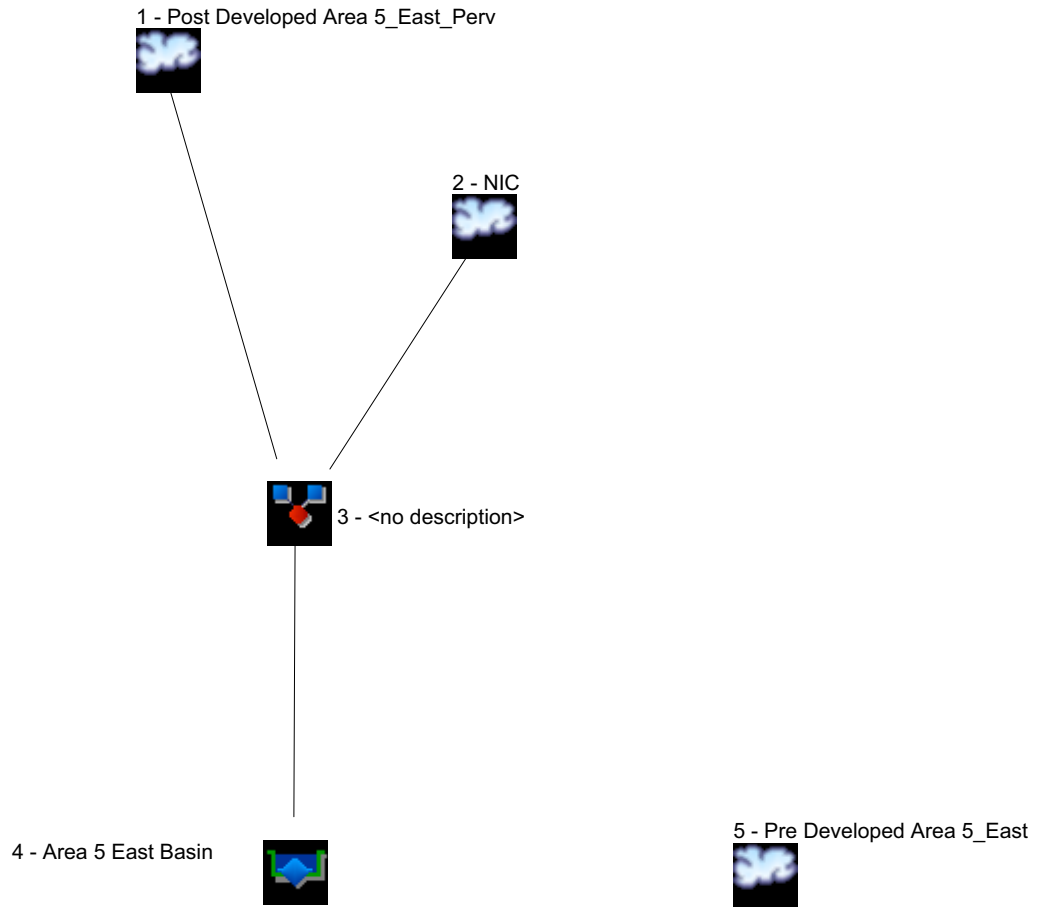 1 - Post Developed Area 5_East_Perv
2 - NIC
3 - <no description>
4 - Area 5 East Basin
5 - Pre Developed Area 5_East